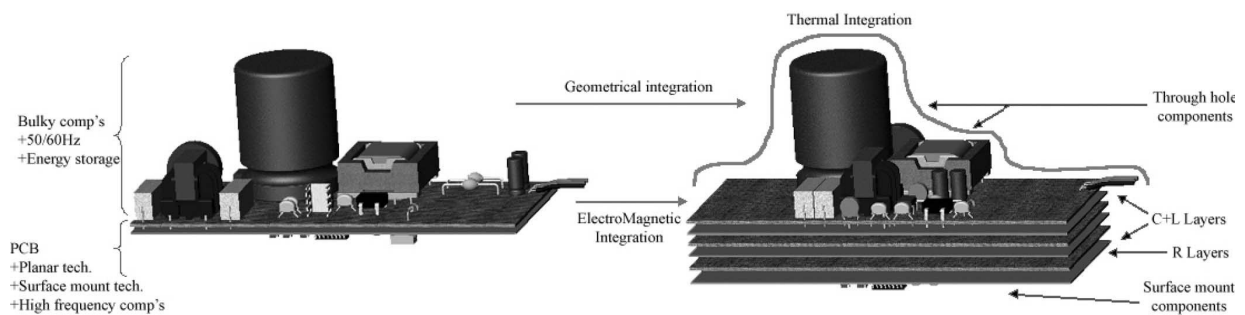 Bulky comp's
+50/60Hz
+Energy storage
PCB
+Planar tech.
+Surface mount tech.
+High frequency comp's
Geometrical integration
ElectroMagnetic
Integration
Thermal Integration
Through hole
components
C+L Layers
R Layers
Surface mount
components